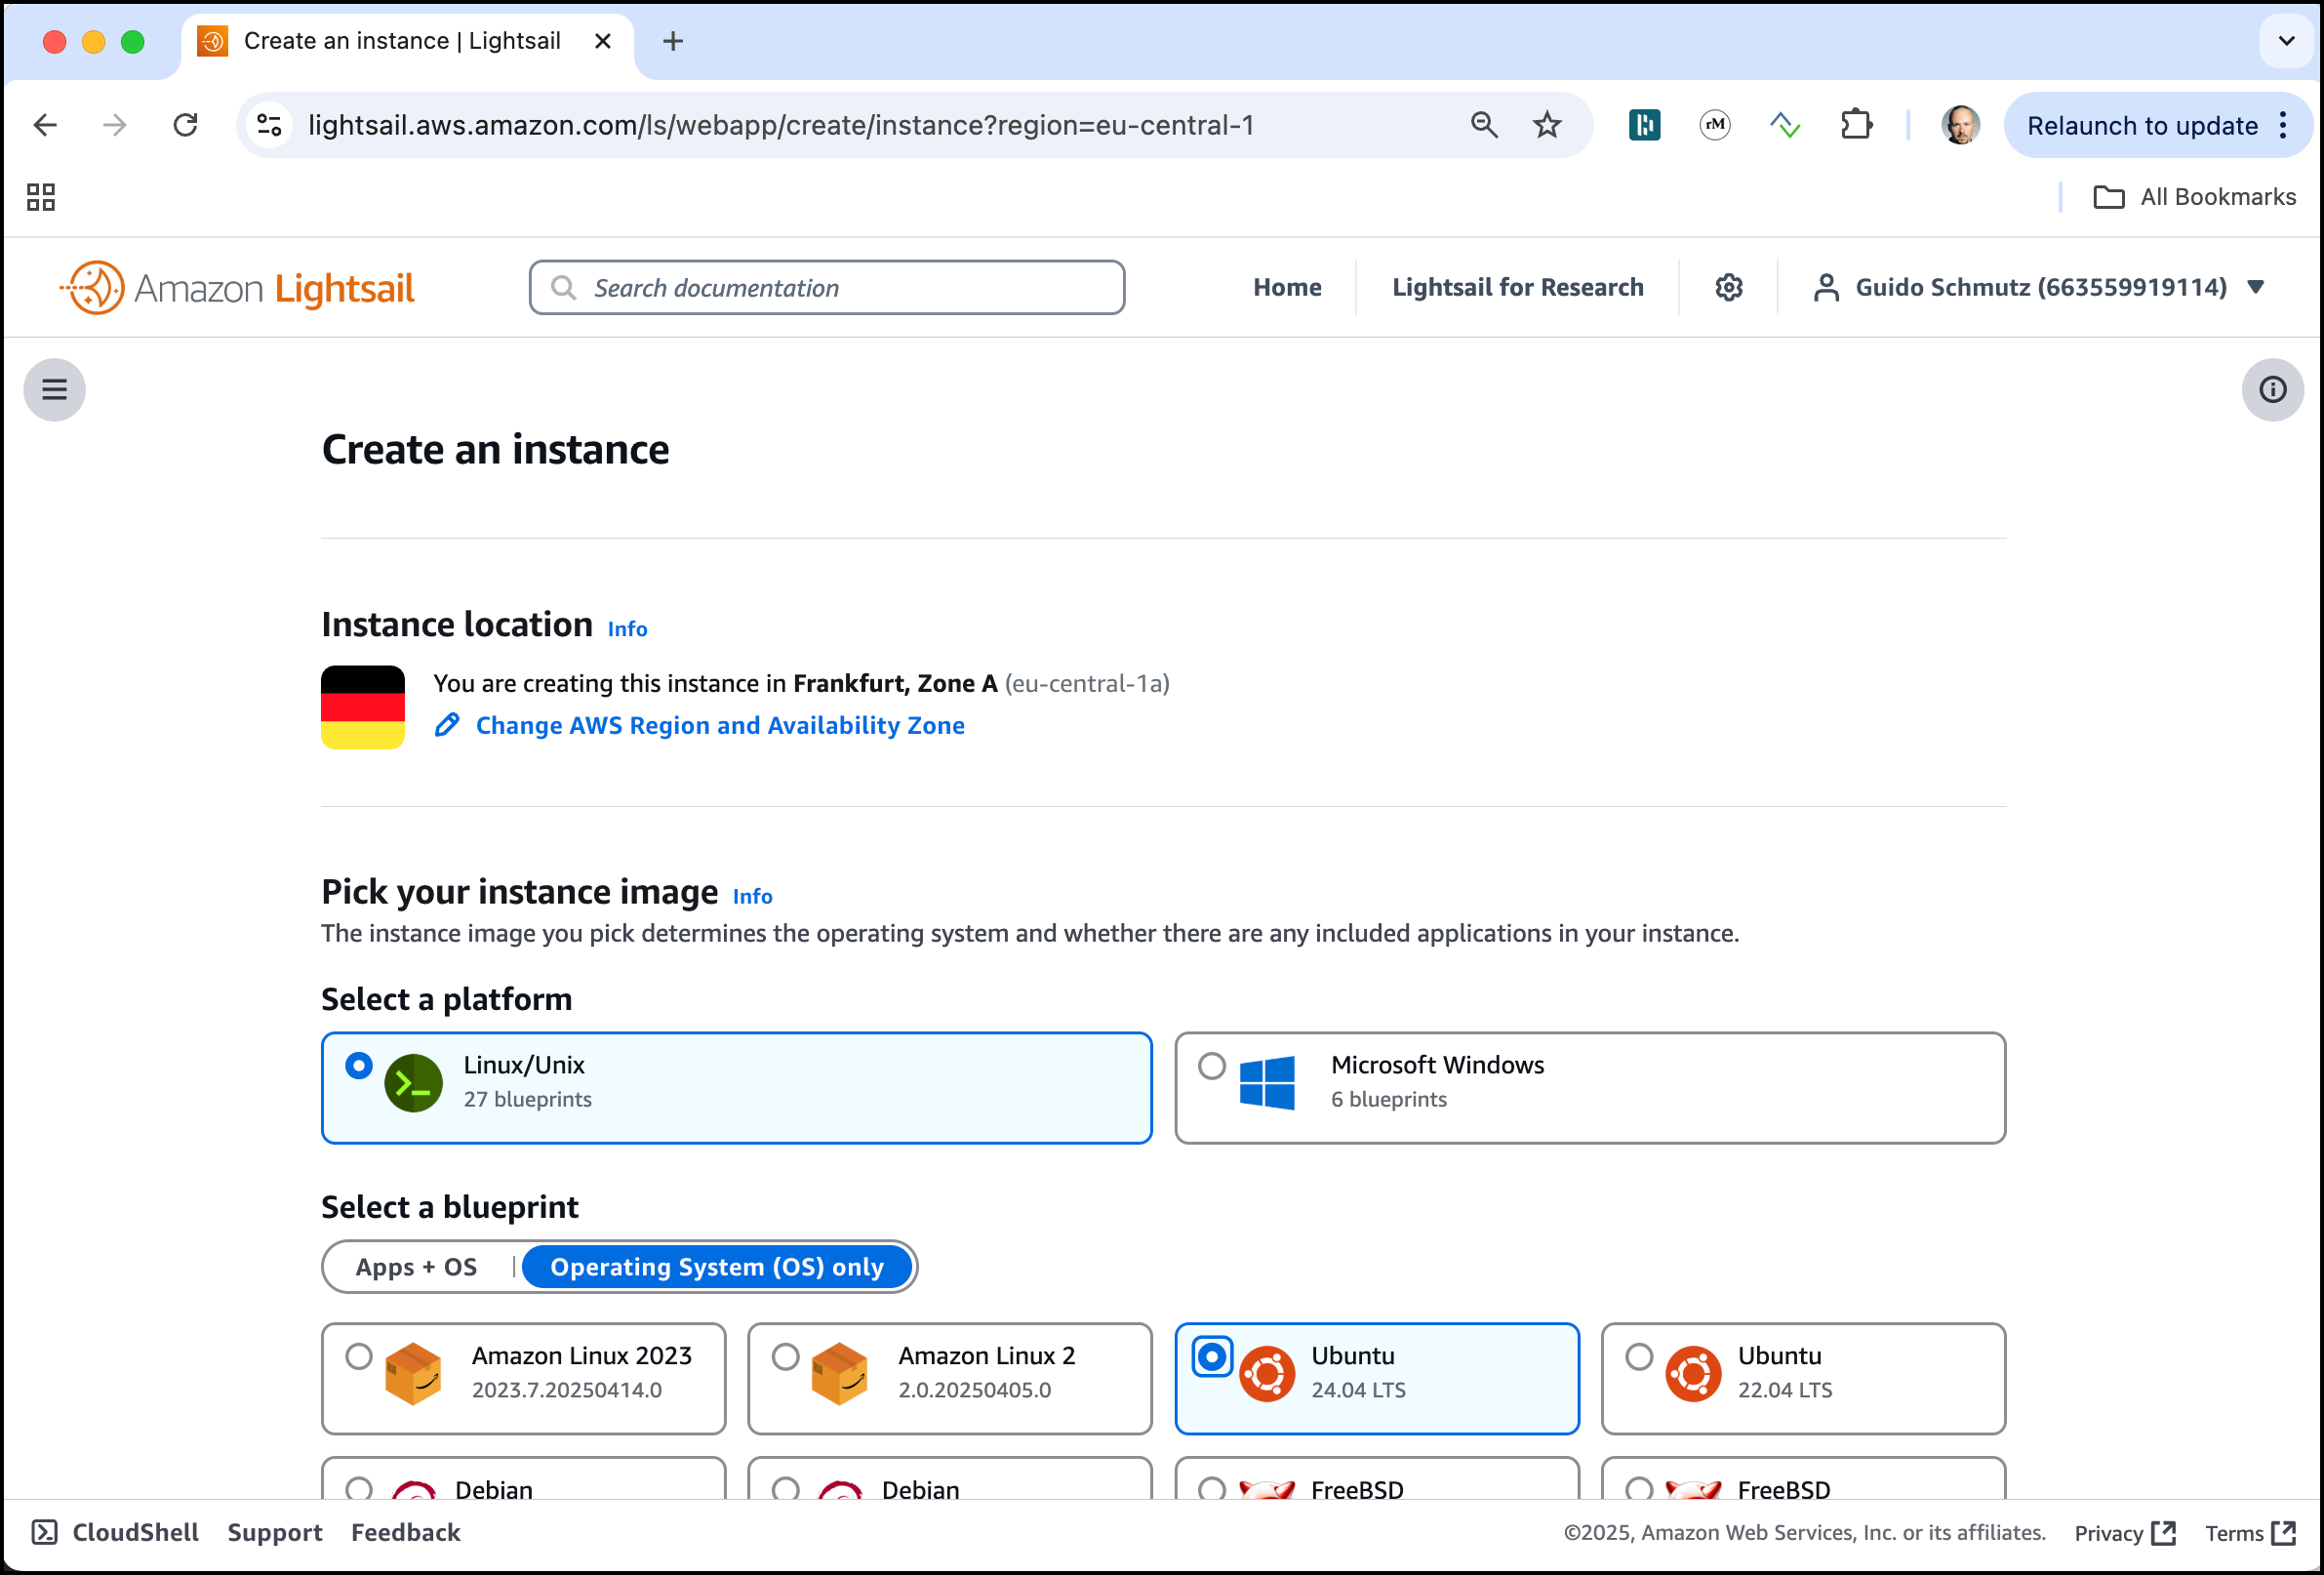 Create an instance | Lightsail
lightsail.aws.amazon.com/ls/webapp/create/instance?region=eu-central-1
rM
Relaunch to update
All Bookmarks
Amazon Lightsail
Search documentation
Home
Lightsail for Research
Guido Schmutz (663559919114)
Create an instance
Instance location Info
You are creating this instance in Frankfurt, Zone A (eu-central-1a)
Change AWS Region and Availability Zone
Pick your instance image Info
The instance image you pick determines the operating system and whether there are any included applications in your instance.
Select a platform
Linux/Unix
27 blueprints
Microsoft Windows
6 blueprints
Select a blueprint
Apps + OS | Operating System (OS) only
Amazon Linux 2023
2023.7.20250414.0
Amazon Linux 2
2.0.20250405.0
Ubuntu
24.04 LTS
Ubuntu
22.04 LTS
Debian
Debian
FreeBSD
FreeBSD
CloudShell
Support
Feedback
©2025, Amazon Web Services, Inc. or its affiliates.
Privacy
Terms